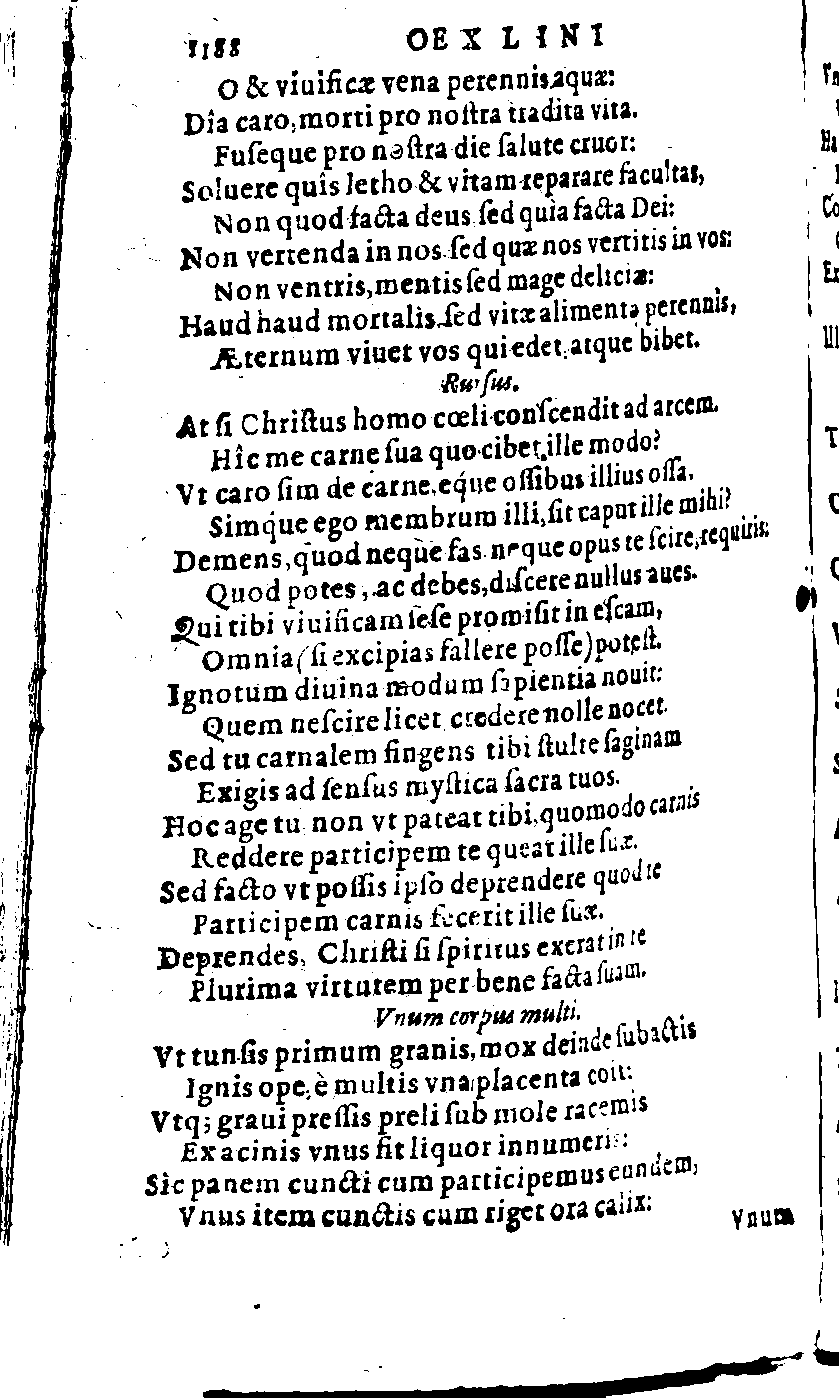 1188 OEXLINI
O & viuificæ vena perennis aquæ:
Dîa caro, morti pro noſtra tradita vita.
Fuſeque pro noſtra die ſalute cruor:
Soluere quîs letho & vitam reparare facultas,
Non quod facta deus ſed quia facta Dei:
Non vertenda in nos ſed quæ nos vertitis in vos:
Non ventris, mentis ſed mage deliciæ:
Haud haud mortalis ſed vitæ alimenta perennis,
Æternum viuet vos qui edet, atque bibet.
Rurſus.
At ſi Chriſtus homo cœli conſcendit ad arcem.
Hîc me carne ſua quo cibet ille modo?
Vt caro ſim de carne, eq́ue oſſibus illius oſſa.
Simq́ue ego membrum illi, ſit caput ille mihi?
Demens, quod neque fas neque opus te ſcire, requiris:
Quod potes, ac debes, diſcere nullus aues.
Qui tibi viuificam ſeſe promiſit in eſcam,
Omnia (ſi excipias fallere poſſe) poteſt.
Ignotum diuina modum ſapientia nouit:
Quem neſcire licet credere nolle nocet.
Sed tu carnalem fingens tibi ſtulte ſaginam
Exigis ad ſenſus myſtica ſacra tuos.
Hoc age tu non vt pateat tibi, quomodo carnis
Reddere participem te queat ille ſuæ.
Sed facto vt poſſis ipſo deprendere quod te
Participem carnis fecerit ille ſuæ.
Deprendes, Chriſti ſi ſpiritus exerat in te
Plurima virtutem per bene facta ſuam.
Vnum corpus multi.
Vt tunſis primum granis, mox deinde ſubactis
Ignis ope, è multis vna placenta coit:
Vtq; graui preſſis preli ſub mole racemis
Ex acinis vnus fit liquor innumeris:
Sic panem cuncti cum participemus eundem,
Vnus item cunctis cum riget ora calix:
Vnum